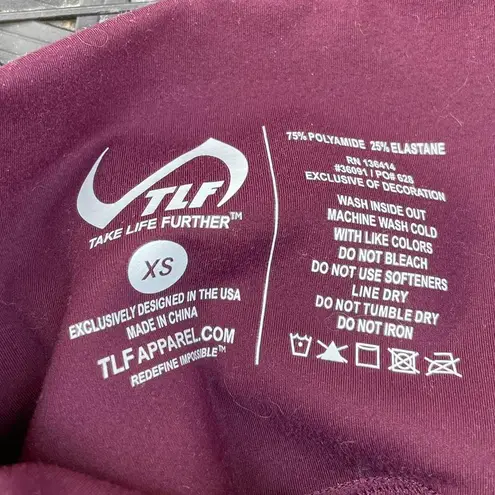 TLF
TAKE LIFE FURTHER™
XS
EXCLUSIVELY DESIGNED IN THE USA
MADE IN CHINA
TLFAPPAREL.COM
REDEFINE IMPOSSIBLE™
75% POLYAMIDE 25% ELASTANE
RN 136414
#36091 / PO# 628
EXCLUSIVE OF DECORATION
WASH INSIDE OUT
MACHINE WASH COLD
WITH LIKE COLORS
DO NOT BLEACH
DO NOT USE SOFTENERS
LINE DRY
DO NOT TUMBLE DRY
DO NOT IRON